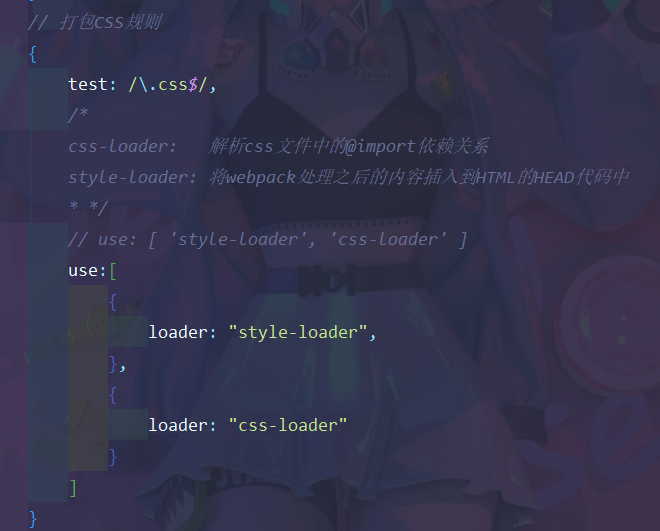 // 打包CSS规则
{
test: /\.css$/,
/*
css-loader: 解析css文件中的@import依赖关系
style-loader: 将webpack处理之后的内容插入到HTML的HEAD代码中
* */
// use: [ 'style-loader', 'css-loader' ]
use:[
{
loader: "style-loader",
},
{
loader: "css-loader"
}
]
}